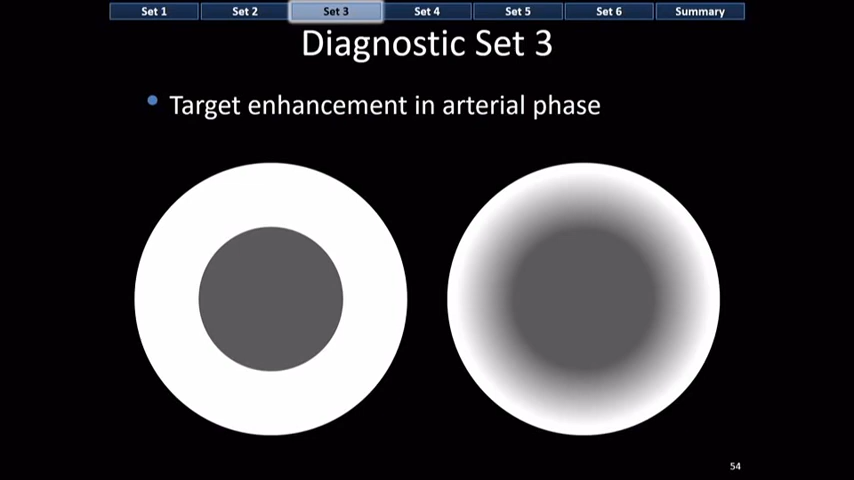 Set 1 Set 2 Set 3 Set 4 Set 5 Set 6 Summary
Diagnostic Set 3
• Target enhancement in arterial phase
54